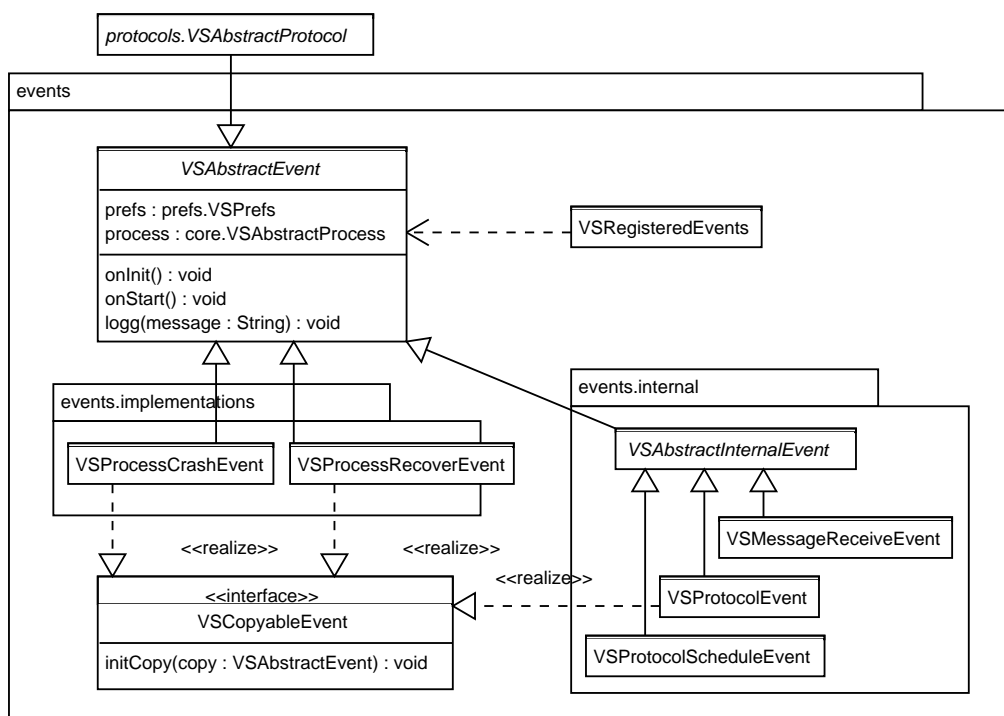 protocols.VSAbstractProtocol
events
VSAbstractEvent
prefs : prefs.VSPrefs
process : core.VSAbstractProcess
onInit() : void
onStart() : void
logg(message : String) : void
VSRegisteredEvents
events.implementations
VSProcessCrashEvent
VSProcessRecoverEvent
events.internal
VSAbstractInternalEvent
VSMessageReceiveEvent
VSProtocolEvent
VSProtocolScheduleEvent
<<realize>>
<<realize>>
<<realize>>
<<interface>>
VSCopyableEvent
initCopy(copy : VSAbstractEvent) : void